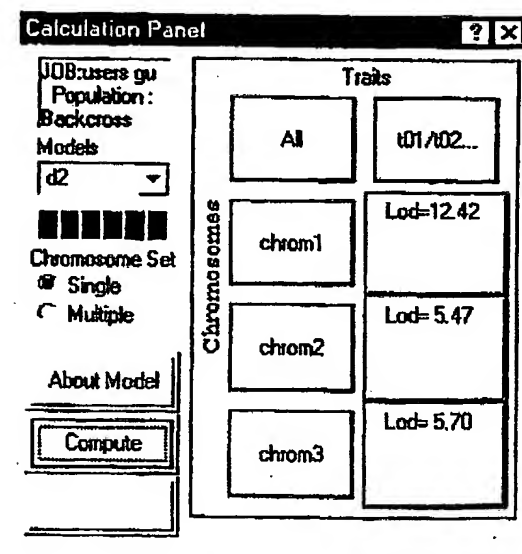 Calculation Panel ? X
JOB:users gu
Population :
Backcross
Models
d2
Chromosome Set
Single
Multiple
About Model
Compute
Traits
All
t01/t02...
Chromosomes
chrom1
Lod=12.42
chrom2
Lod= 5.47
chrom3
Lod= 5.70